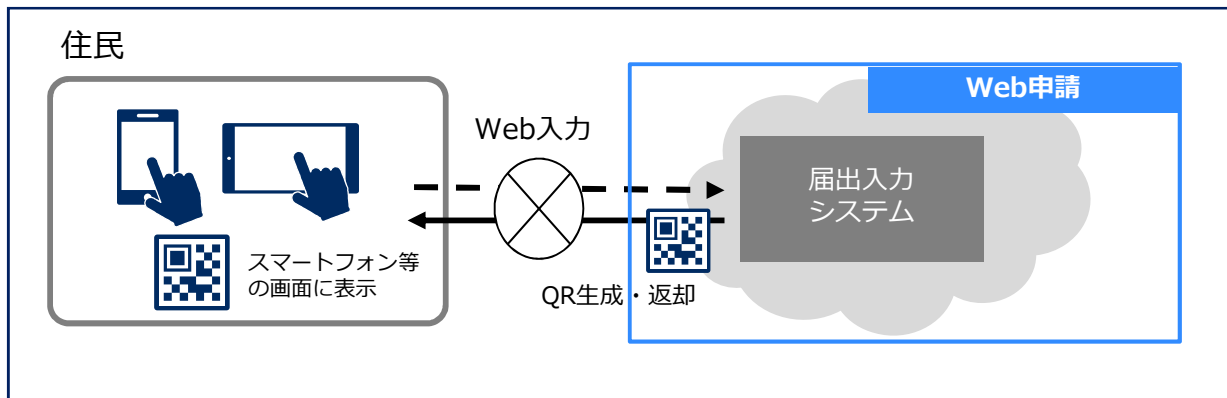 住民
Web申請
Web入力
届出入力
システム
スマートフォン等
の画面に表示
QR生成・返却